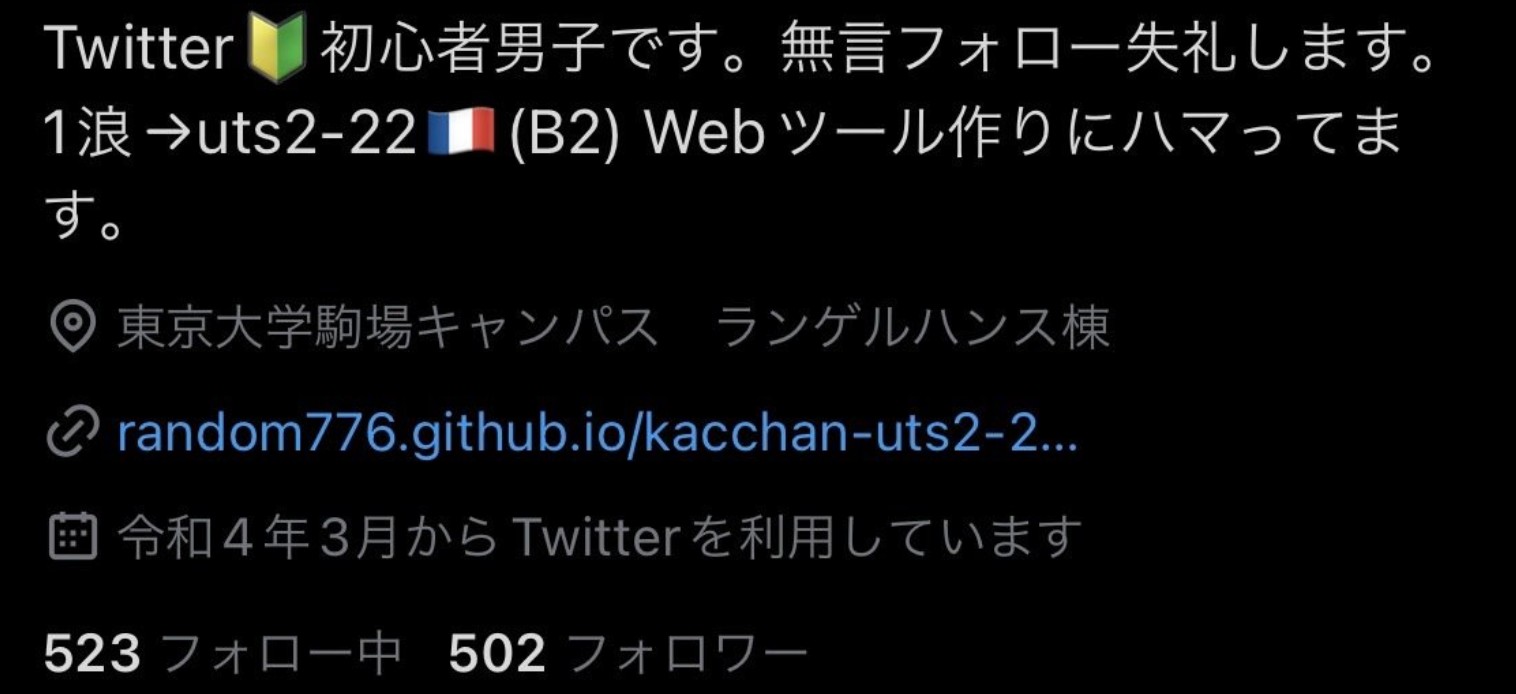 Twitter🔰初心者男子です。無言フォロー失礼します。
1浪→uts2-22🇫🇷(B2) Webツール作りにハマってま
す。
東京大学駒場キャンパス　ランゲルハンス棟
random776.github.io/kacchan-uts2-2...
令和4年3月からTwitterを利用しています
523 フォロー中 502 フォロワー